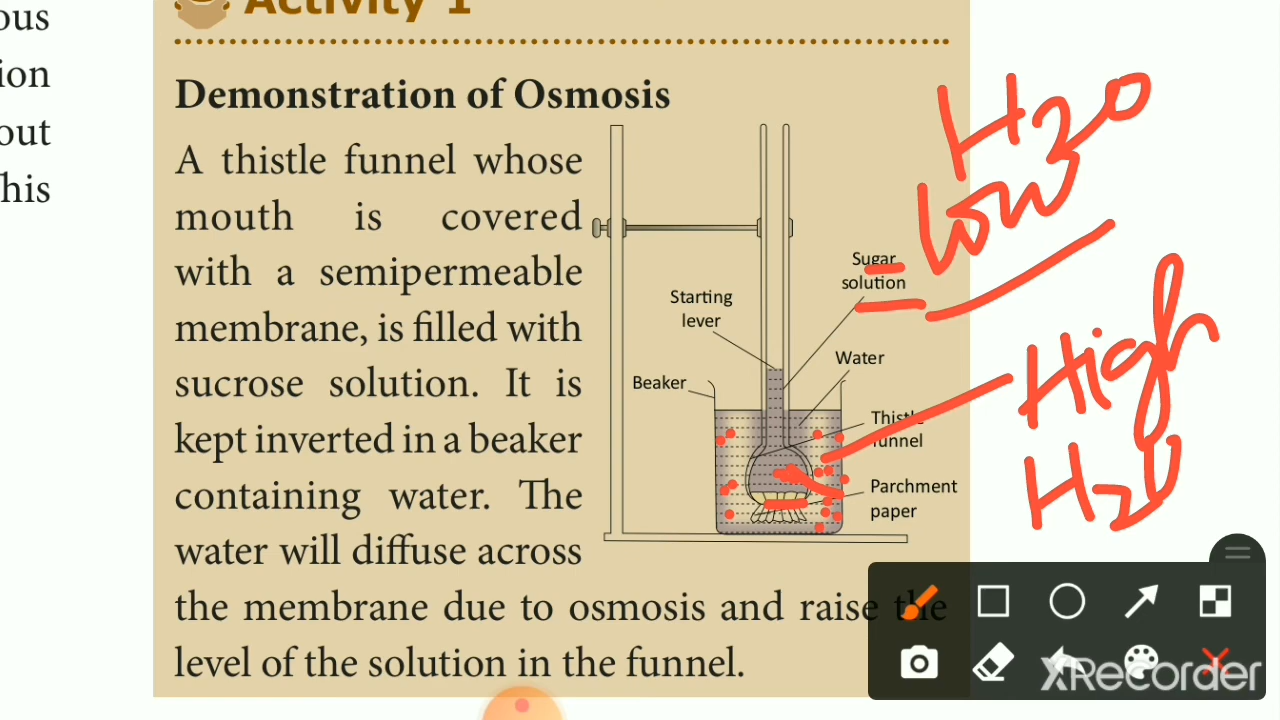 ous
ion
out
his
Activity 1
Demonstration of Osmosis
A thistle funnel whose
mouth is covered
with a semipermeable
membrane, is filled with
sucrose solution. It is
kept inverted in a beaker
containing water. The
water will diffuse across
the membrane due to osmosis and raise the
level of the solution in the funnel.
Starting
lever
Beaker
Sugar
solution
Water
Thistle
funnel
Parchment
paper
H2O
low
High
H2O
XRecorder